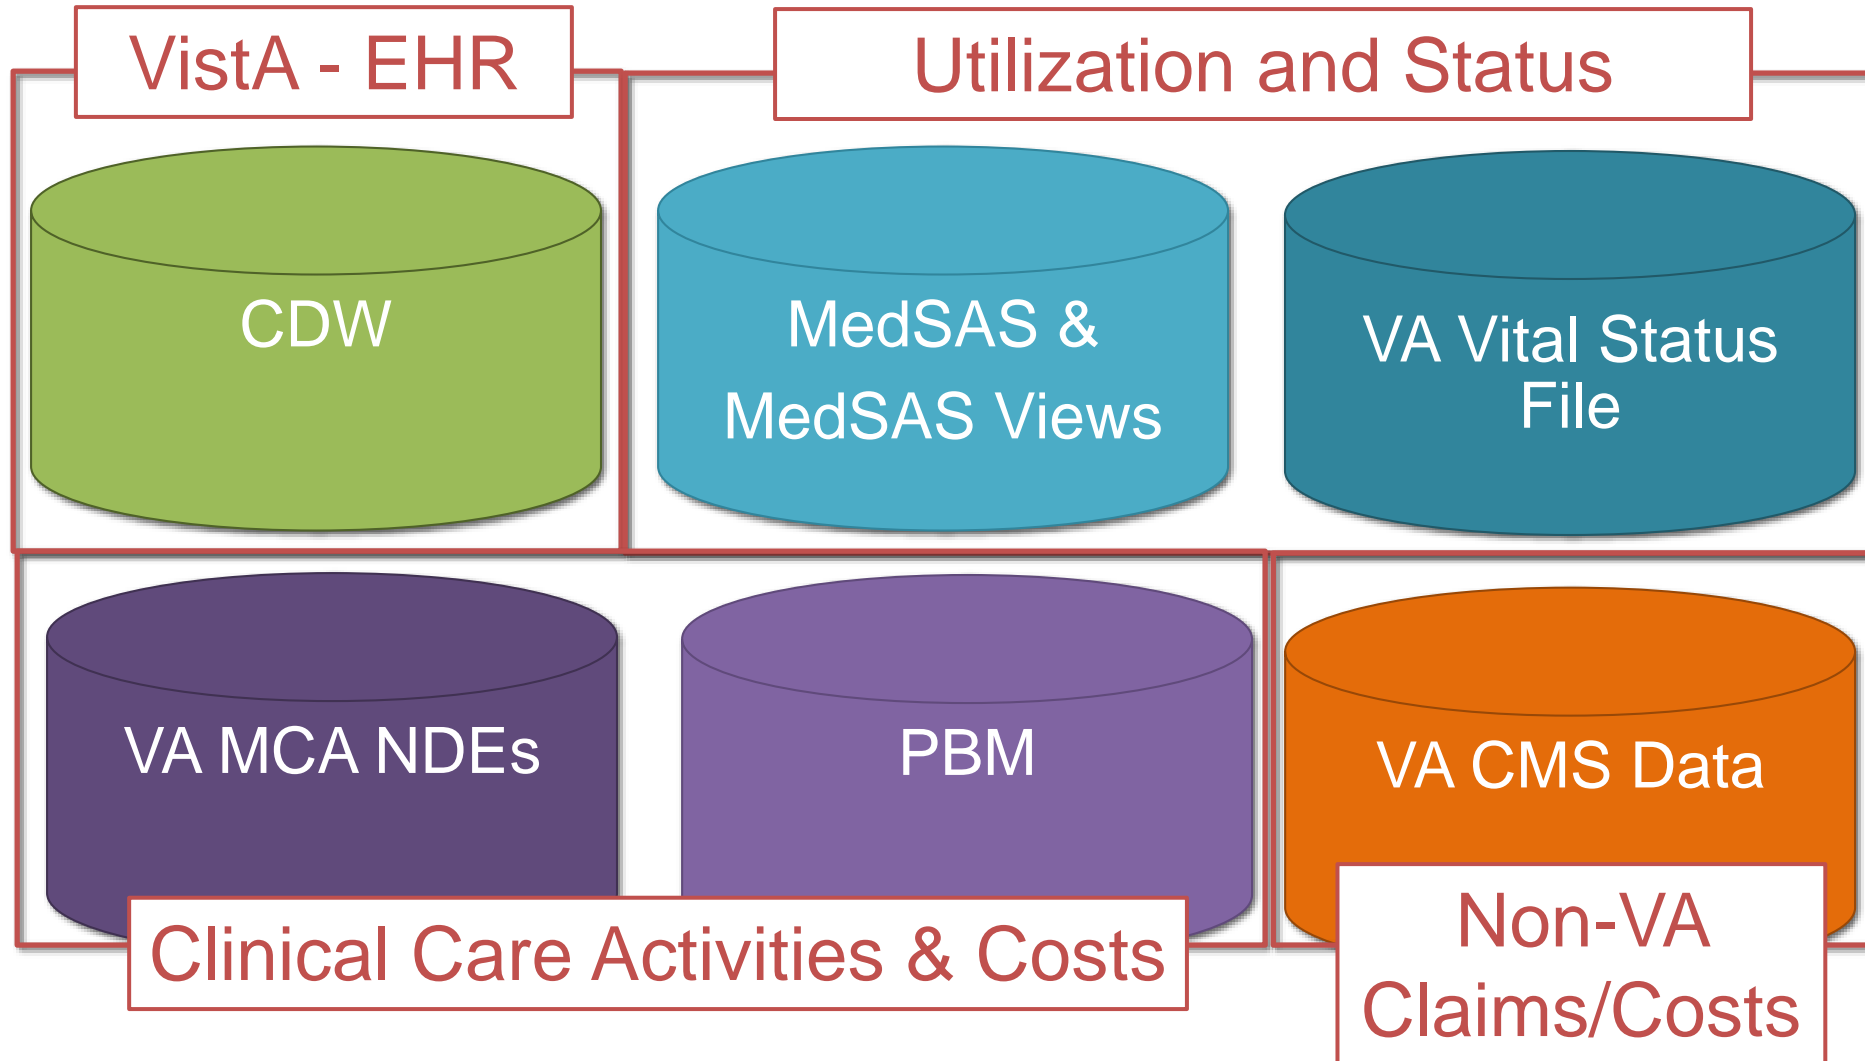 VistA - EHR
Utilization and Status
CDW
MedSAS &
MedSAS Views
VA Vital Status
File
VA MCA NDEs
PBM
VA CMS Data
Clinical Care Activities & Costs
Non-VA
Claims/Costs